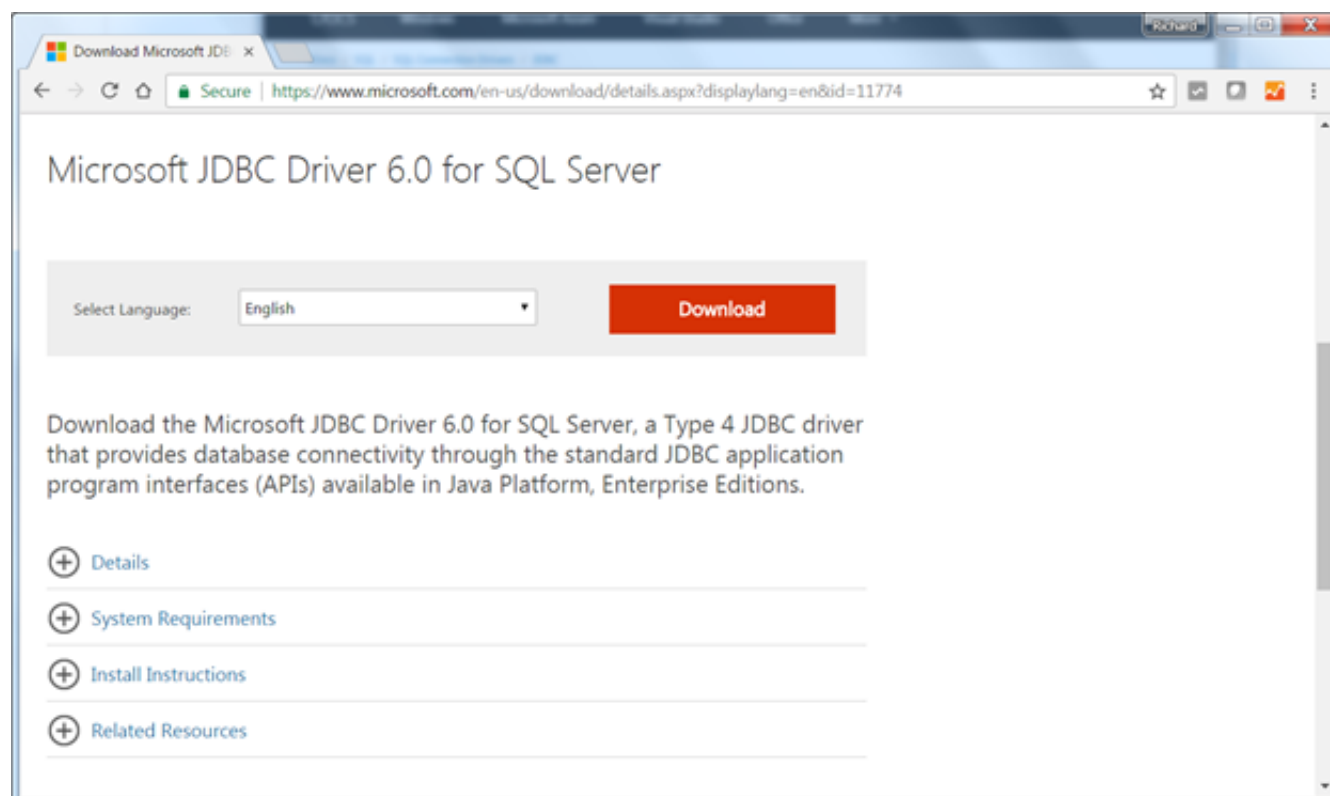 Richard
Download Microsoft JDB
Secure | https://www.microsoft.com/en-us/download/details.aspx?displaylang=en&id=11774
Microsoft JDBC Driver 6.0 for SQL Server
Select Language:
English
Download
Download the Microsoft JDBC Driver 6.0 for SQL Server, a Type 4 JDBC driver
that provides database connectivity through the standard JDBC application
program interfaces (APIs) available in Java Platform, Enterprise Editions.
Details
System Requirements
Install Instructions
Related Resources